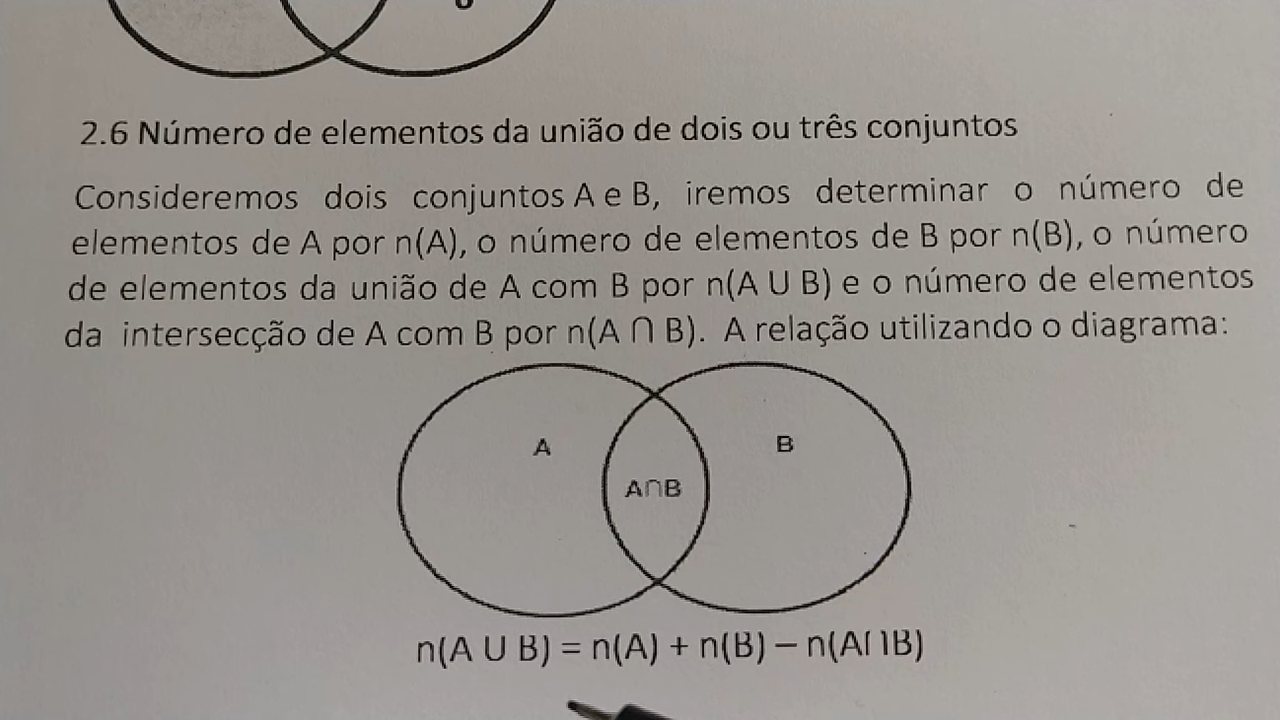 2.6 Número de elementos da união de dois ou três conjuntos
Consideremos dois conjuntos A e B, iremos determinar o número de
elementos de A por n(A), o número de elementos de B por n(B), o número
de elementos da união de A com B por n(A U B) e o número de elementos
da intersecção de A com B por n(A ∩ B). A relação utilizando o diagrama:
A
B
A∩B
n(A U B) = n(A) + n(B) – n(A∩B)